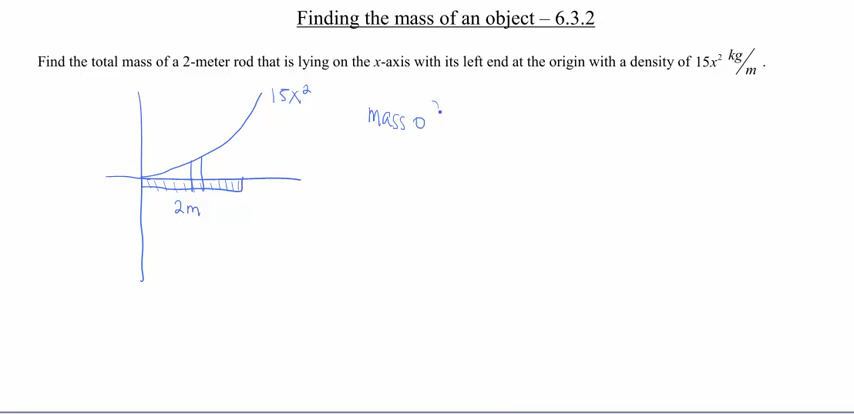 Finding the mass of an object – 6.3.2
Find the total mass of a 2-meter rod that is lying on the x-axis with its left end at the origin with a density of 15x² kg/m .
15x²
mass o
2m